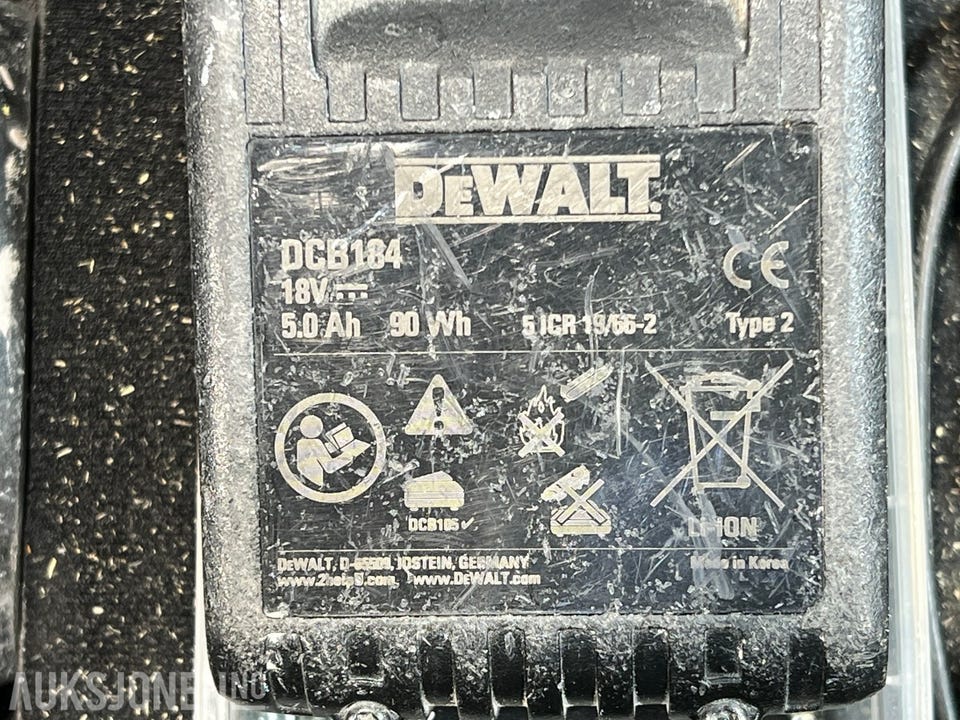 DEWALT
DCB184
18V
5.0 Ah 90 Wh 5 ICR 19/66-2 Type 2
CE
DCB105✓
LI-ION
DeWALT, D-65509, IDSTEIN, GERMANY
Made in Korea
www.2helpU.com www.DeWALT.com
AUKSJONEN.NO